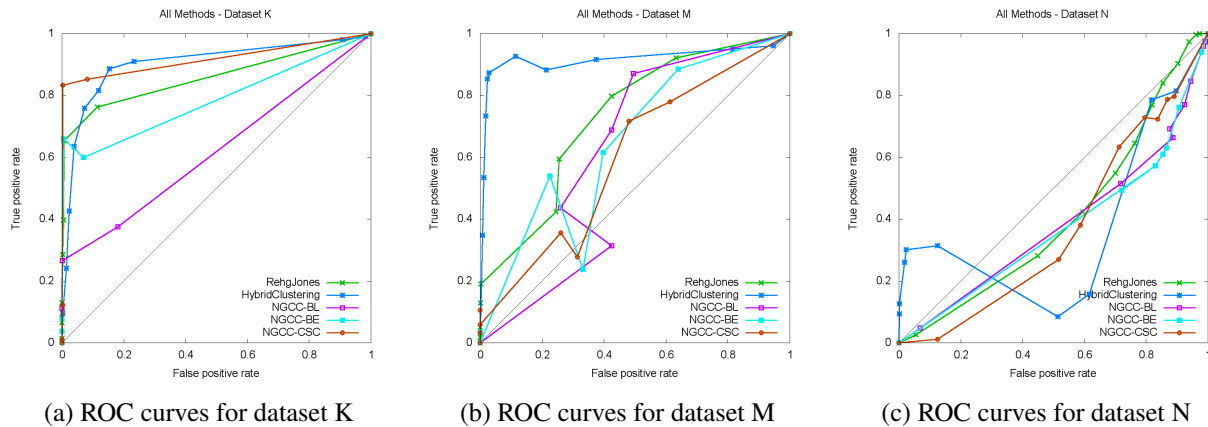 All Methods - Dataset K
1
0.8
0.6
0.4
0.2
0
0
0.2
0.4
0.6
0.8
1
True positive rate
False positive rate
RehgJones
HybridClustering
NGCC-BL
NGCC-BE
NGCC-CSC
(a) ROC curves for dataset K
All Methods - Dataset M
1
0.8
0.6
0.4
0.2
0
0
0.2
0.4
0.6
0.8
1
True positive rate
False positive rate
RehgJones
HybridClustering
NGCC-BL
NGCC-BE
NGCC-CSC
(b) ROC curves for dataset M
All Methods - Dataset N
1
0.8
0.6
0.4
0.2
0
0
0.2
0.4
0.6
0.8
1
True positive rate
False positive rate
RehgJones
HybridClustering
NGCC-BL
NGCC-BE
NGCC-CSC
(c) ROC curves for dataset N